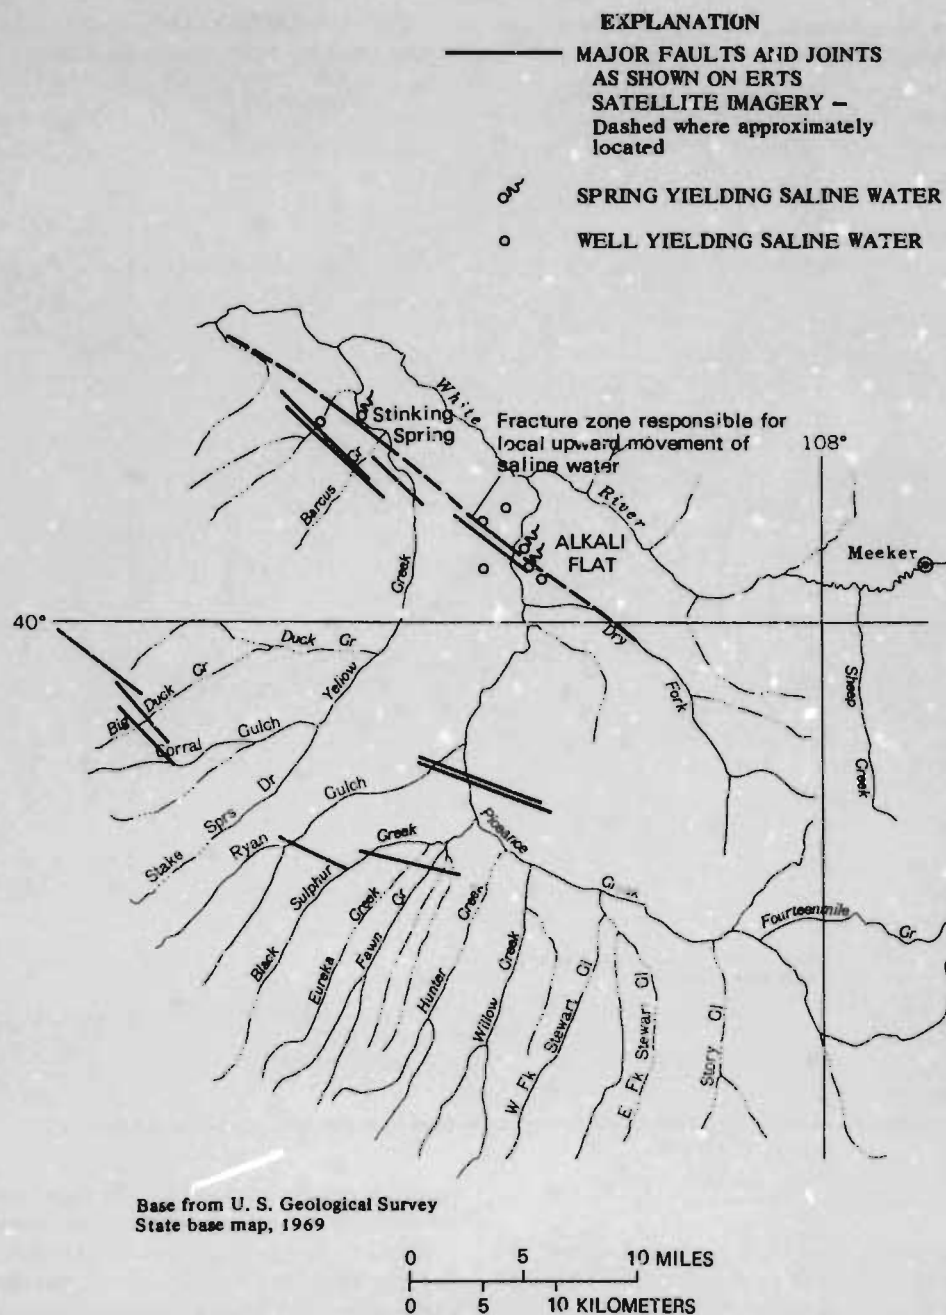 EXPLANATION
MAJOR FAULTS AND JOINTS
AS SHOWN ON ERTS
SATELLITE IMAGERY –
Dashed where approximately
located
SPRING YIELDING SALINE WATER
WELL YIELDING SALINE WATER
White
River
Stinking
Spring
Fracture zone responsible for
local upward movement of
saline water
108°
Barcus
Cr
ALKALI
FLAT
Meeker
Creek
40°
Dry
Fork
Duck Cr
Big Duck Cr
Yellow
Sheep
Creek
Corral Gulch
Stake Sprs Dr
Ryan Gulch
Piceance
Creek
Black Sulphur Creek
Eureka Creek
Fawn Cr
Hunter Creek
Willow Creek
W Fk Stewart Gl
E Fk Stewart Gl
Story Gl
Fourteenmile Cr
Base from U. S. Geological Survey
State base map, 1969
0 5 10 MILES
0 5 10 KILOMETERS